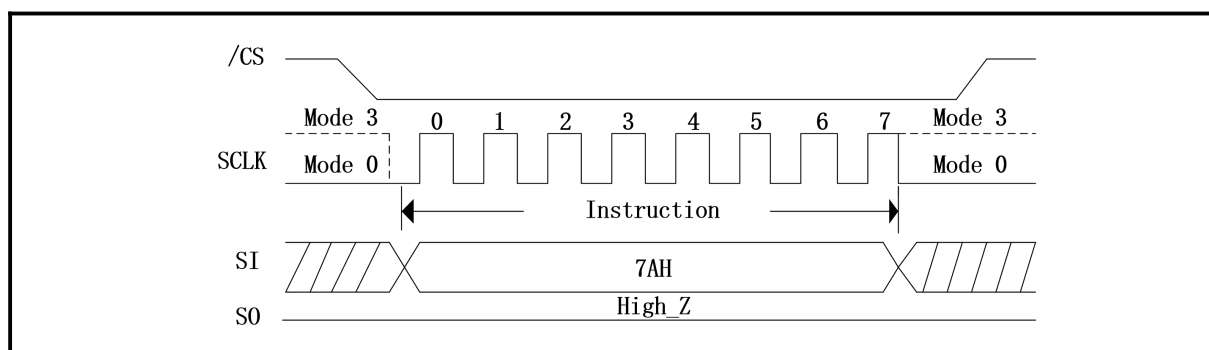 /CS
Mode 3 0 1 2 3 4 5 6 7 Mode 3
SCLK Mode 0 Mode 0
Instruction
SI 7AH
High_Z
SO